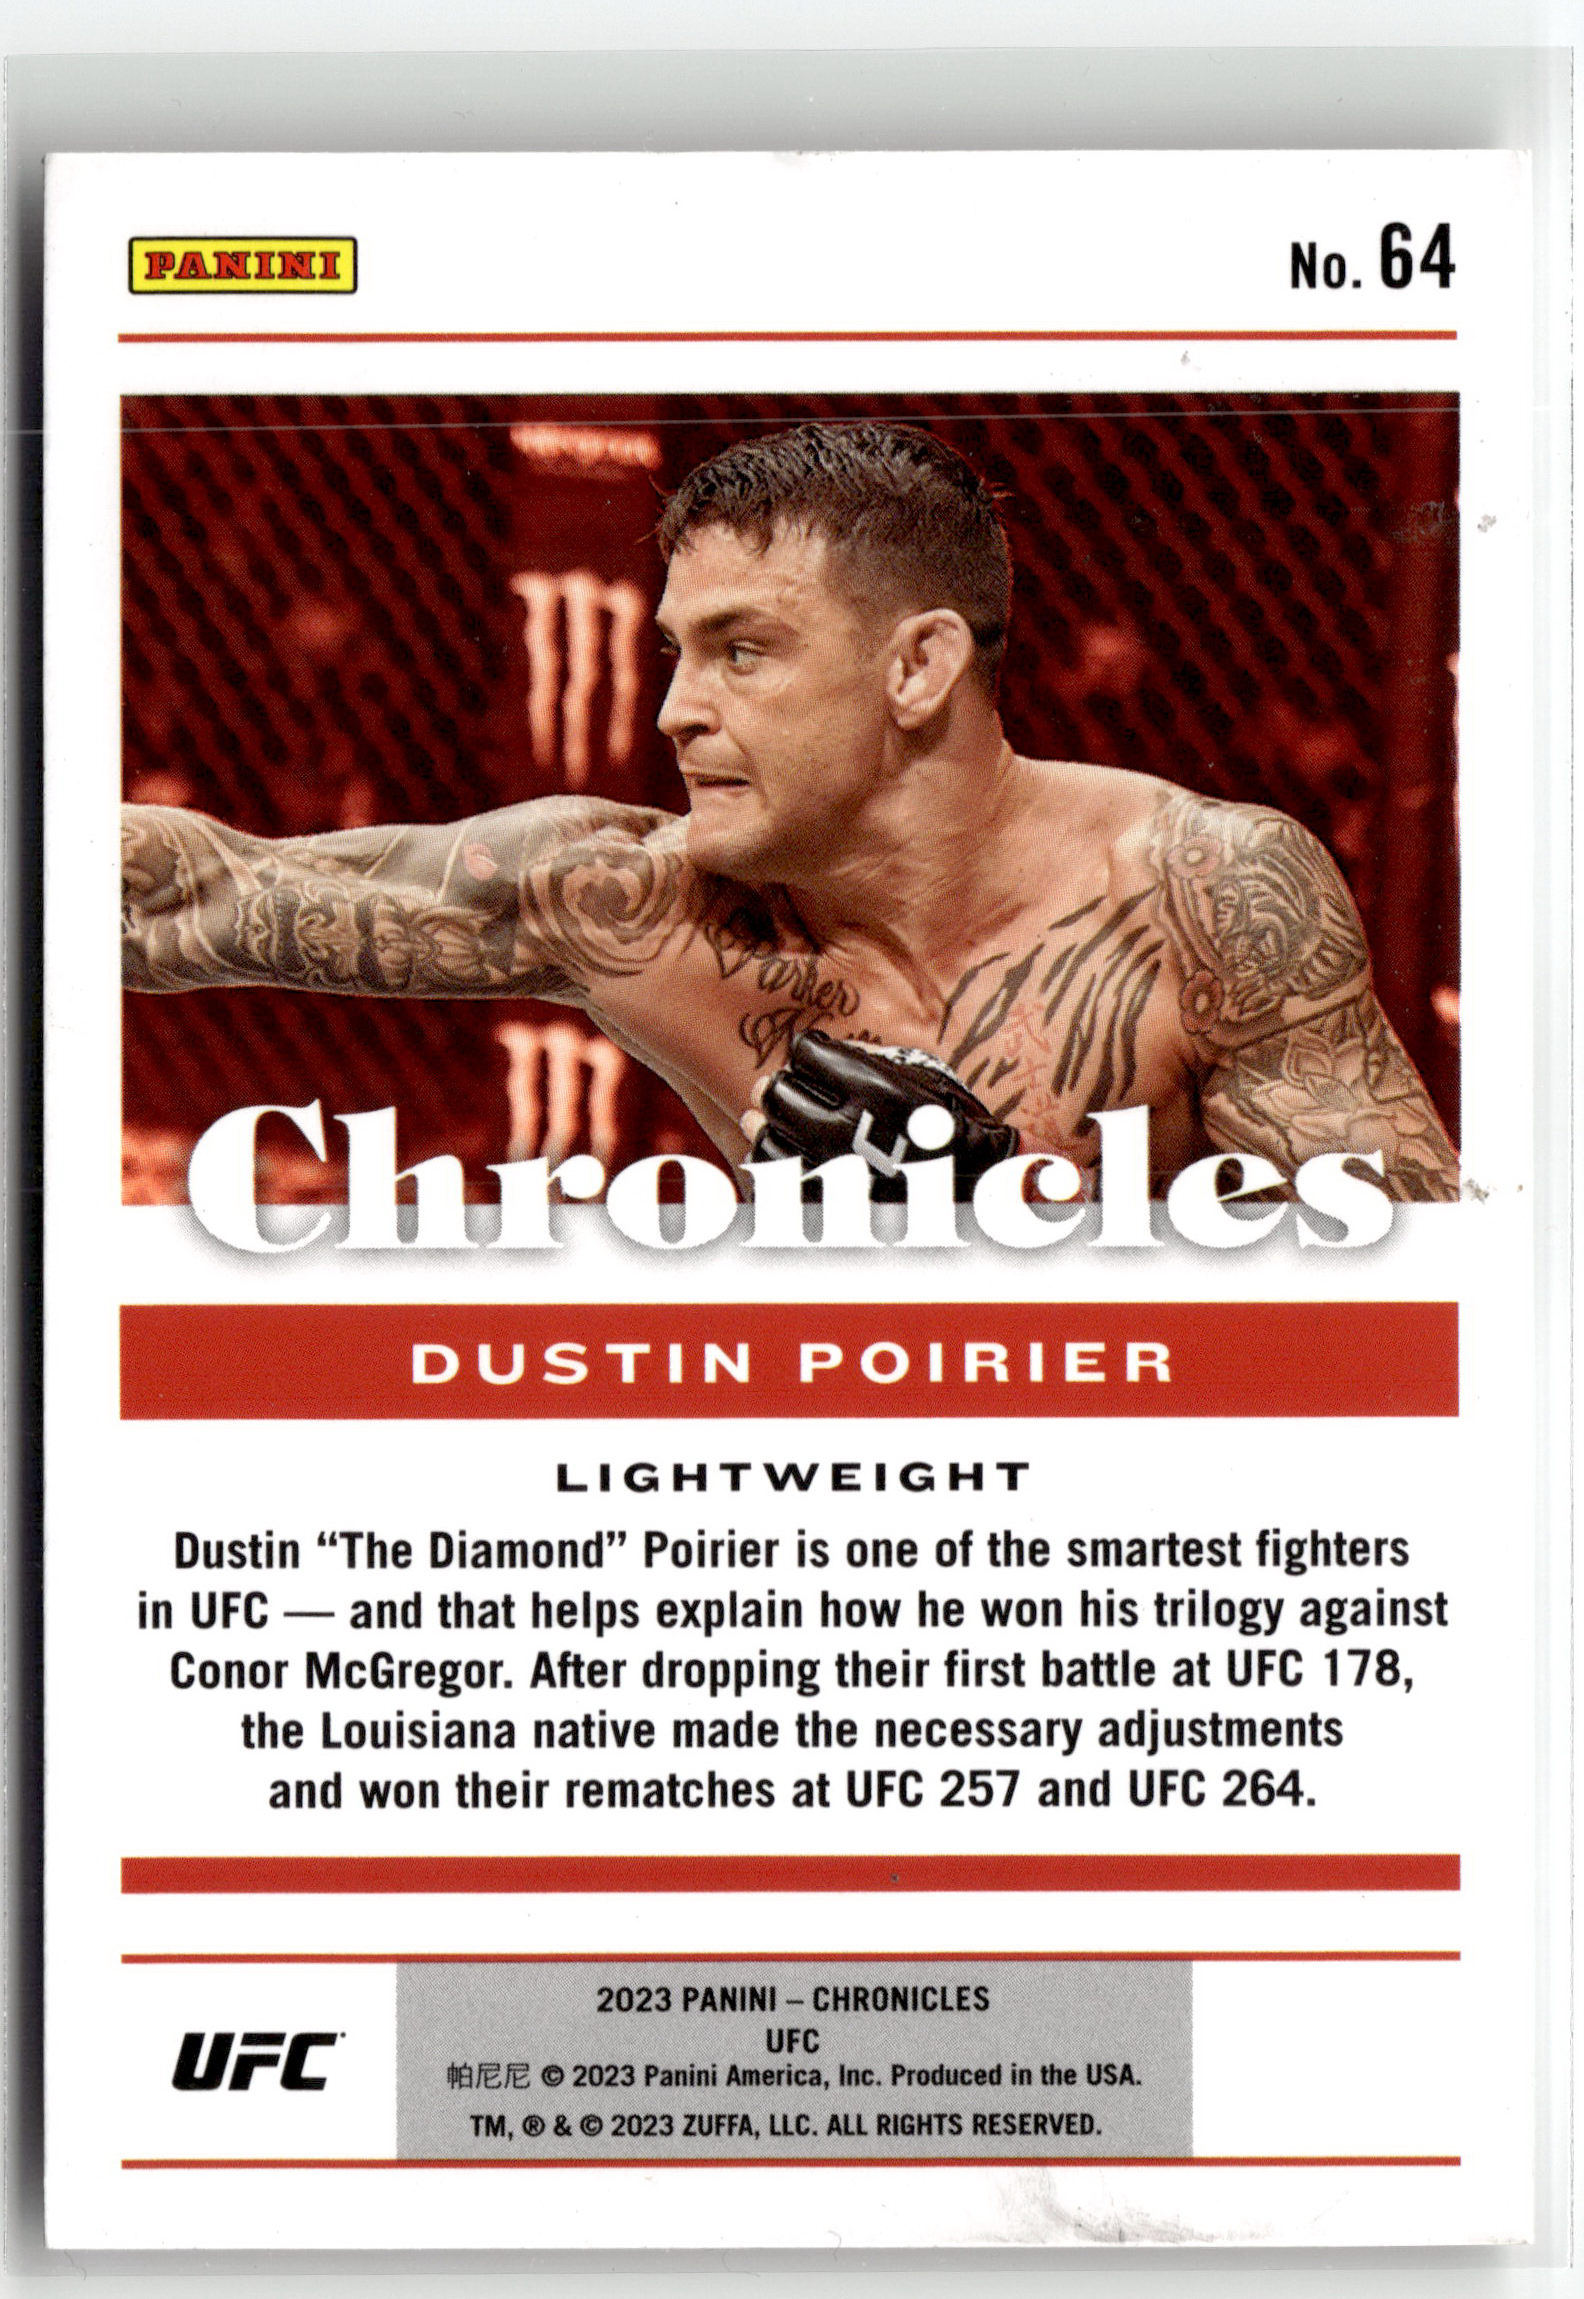 PANINI
No. 64
Parker
Chronicles
DUSTIN POIRIER
LIGHTWEIGHT
Dustin “The Diamond” Poirier is one of the smartest fighters
in UFC — and that helps explain how he won his trilogy against
Conor McGregor. After dropping their first battle at UFC 178,
the Louisiana native made the necessary adjustments
and won their rematches at UFC 257 and UFC 264.
UFC
2023 PANINI – CHRONICLES
UFC
帕尼尼 © 2023 Panini America, Inc. Produced in the USA.
TM, ® & © 2023 ZUFFA, LLC. ALL RIGHTS RESERVED.